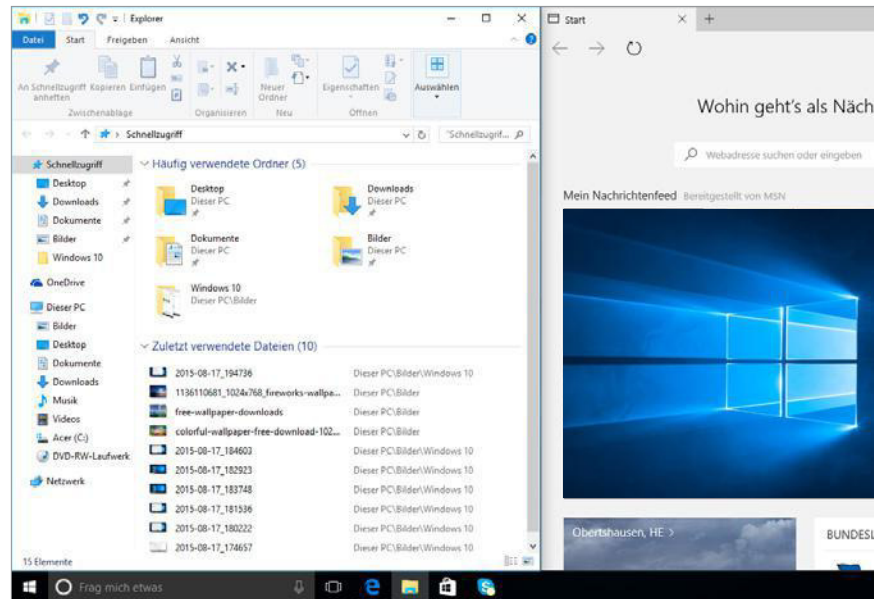 Explorer
Start
Datei Start Freigeben Ansicht
An Schnellzugriff anheften Kopieren Einfügen
Neuer Ordner
Eigenschaften
Auswählen
Zwischenablage Organisieren Neu Öffnen
Schnellzugriff
"Schnellzugrif...
Wohin geht's als Näch
Webadresse suchen oder eingeben
Mein Nachrichtenfeed Bereitgestellt von MSN
Schnellzugriff
Desktop
Downloads
Dokumente
Bilder
Windows 10
OneDrive
Dieser PC
Bilder
Desktop
Dokumente
Downloads
Musik
Videos
Acer (C:)
DVD-RW-Laufwerk
Netzwerk
Häufig verwendete Ordner (5)
Desktop
Dieser PC
Downloads
Dieser PC
Dokumente
Dieser PC
Bilder
Dieser PC
Windows 10
Dieser PC\Bilder
Zuletzt verwendete Dateien (10)
2015-08-17_194736 Dieser PC\Bilder\Windows 10
1136110681_1024x768_fireworks-wallpa... Dieser PC\Bilder
free-wallpaper-downloads Dieser PC\Bilder
colorful-wallpaper-free-download-102... Dieser PC\Bilder
2015-08-17_184603 Dieser PC\Bilder\Windows 10
2015-08-17_182923 Dieser PC\Bilder\Windows 10
2015-08-17_183748 Dieser PC\Bilder\Windows 10
2015-08-17_181536 Dieser PC\Bilder\Windows 10
2015-08-17_180222 Dieser PC\Bilder\Windows 10
2015-08-17_174657 Dieser PC\Bilder\Windows 10
15 Elemente
Obertshausen, HE >
BUNDESL
Frag mich etwas